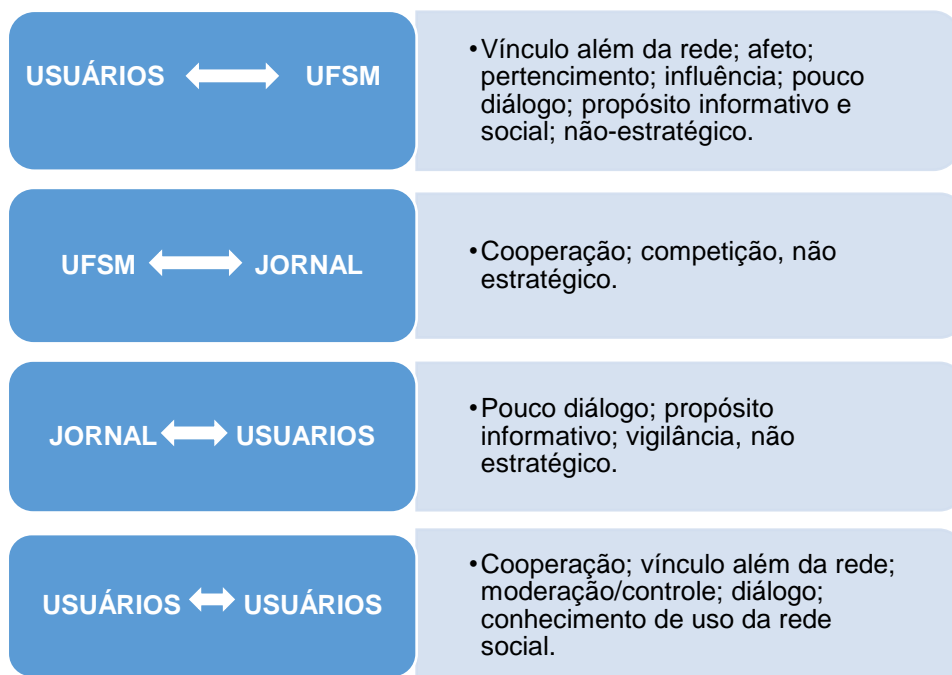 USUÁRIOS UFSM
•Vínculo além da rede; afeto;
pertencimento; influência; pouco
diálogo; propósito informativo e
social; não-estratégico.
UFSM JORNAL
•Cooperação; competição, não
estratégico.
JORNAL USUARIOS
•Pouco diálogo; propósito
informativo; vigilância, não
estratégico.
USUÁRIOS USUÁRIOS
•Cooperação; vínculo além da rede;
moderação/controle; diálogo;
conhecimento de uso da rede
social.